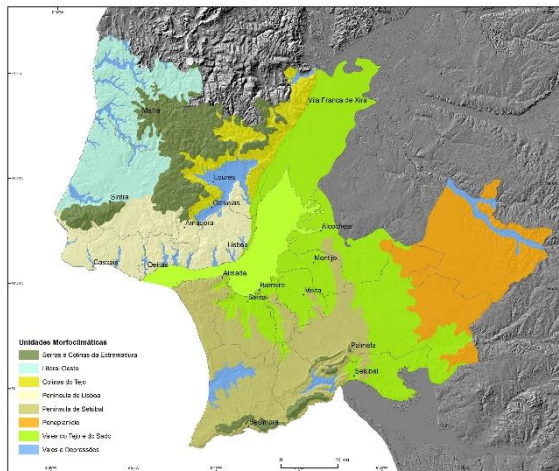 Vila Franca de Xira
Mafra
Loures
Sintra
Odivelas
Amadora
Lisboa
Alcochete
Cascais
Oeiras
Montijo
Almada
Barreiro
Seixal
Moita
Palmela
Setúbal
Sesimbra
Unidades Morfoclimáticas
Serras e Colinas da Estremadura
Litoral Oeste
Colinas do Tejo
Península de Lisboa
Península de Setúbal
Peneplanície
Vales do Tejo e do Sado
Vales e Depressões
0